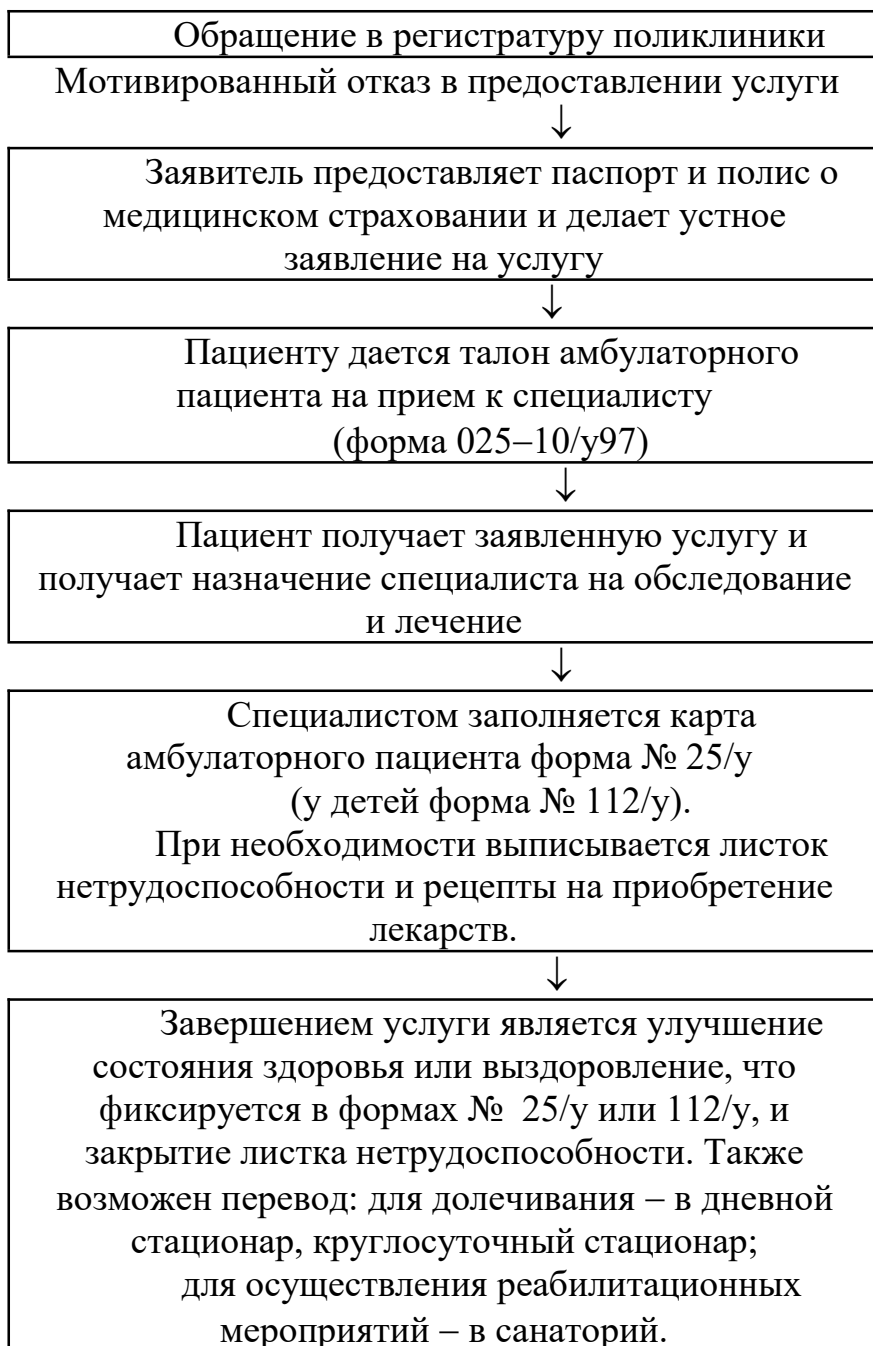 Обращение в регистратуру поликлиники
Мотивированный отказ в предоставлении услуги
↓
Заявитель предоставляет паспорт и полис о
медицинском страховании и делает устное
заявление на услугу
↓
Пациенту дается талон амбулаторного
пациента на прием к специалисту
(форма 025–10/у97)
↓
Пациент получает заявленную услугу и
получает назначение специалиста на обследование
и лечение
↓
Специалистом заполняется карта
амбулаторного пациента форма № 25/у
(у детей форма № 112/у).
При необходимости выписывается листок
нетрудоспособности и рецепты на приобретение
лекарств.
↓
Завершением услуги является улучшение
состояния здоровья или выздоровление, что
фиксируется в формах № 25/у или 112/у, и
закрытие листка нетрудоспособности. Также
возможен перевод: для долечивания – в дневной
стационар, круглосуточный стационар;
для осуществления реабилитационных
мероприятий – в санаторий.